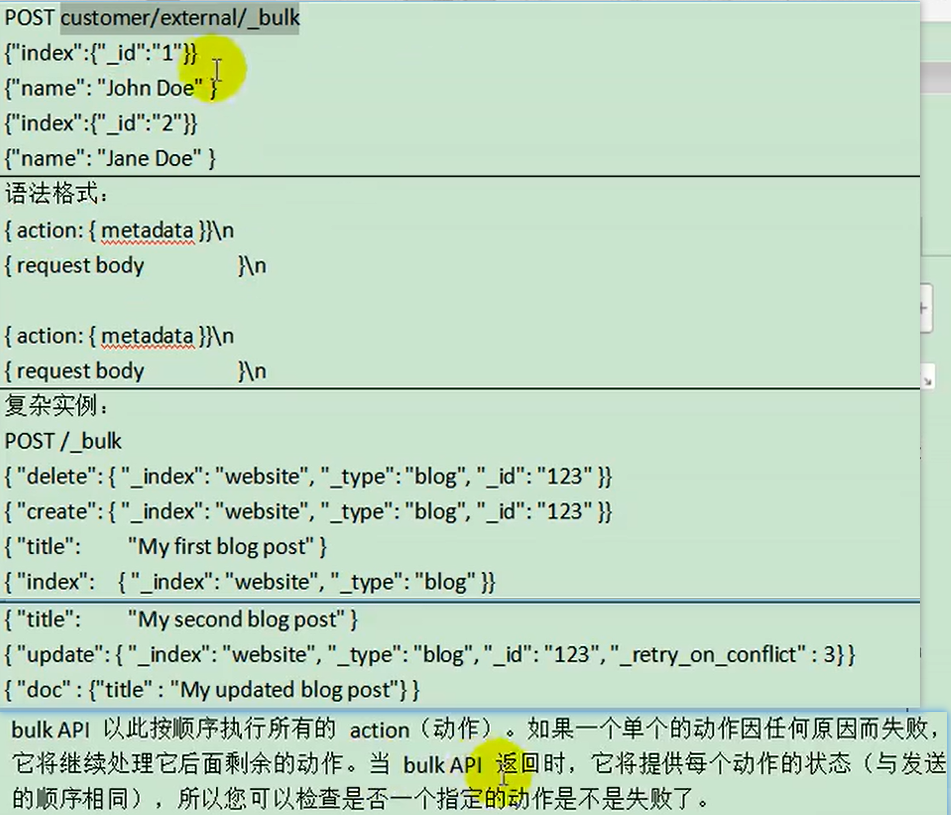 POST customer/external/_bulk
{"index":{"_id":"1"}}
{"name": "John Doe" }
{"index":{"_id":"2"}}
{"name": "Jane Doe" }
语法格式：
{ action: { metadata }}\n
{ request body }\n
{ action: { metadata }}\n
{ request body }\n
复杂实例：
POST /_bulk
{ "delete": { "_index": "website", "_type": "blog", "_id": "123" }}
{ "create": { "_index": "website", "_type": "blog", "_id": "123" }}
{ "title": "My first blog post" }
{ "index": { "_index": "website", "_type": "blog" }}
{ "title": "My second blog post" }
{ "update": { "_index": "website", "_type": "blog", "_id": "123", "_retry_on_conflict" : 3} }
{ "doc" : {"title" : "My updated blog post"} }
bulk API 以此按顺序执行所有的 action（动作）。如果一个单个的动作因任何原因而失败，
它将继续处理它后面剩余的动作。当 bulk API 返回时，它将提供每个动作的状态（与发送
的顺序相同），所以您可以检查是否一个指定的动作是不是失败了。